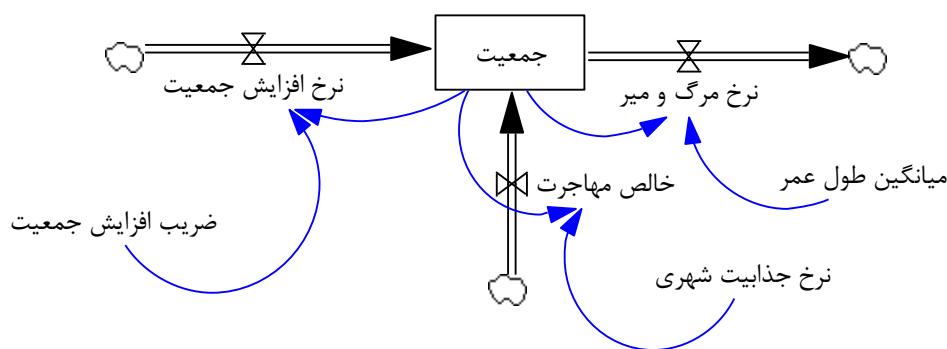 جمعیت
نرخ افزایش جمعیت
نرخ مرگ و میر
خالص مهاجرت
میانگین طول عمر
ضریب افزایش جمعیت
نرخ جذابیت شهری